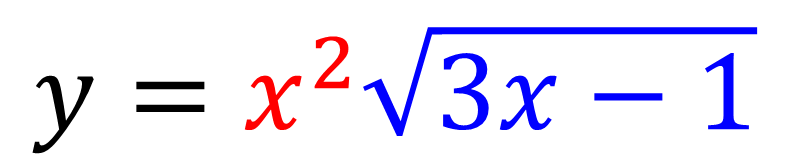 y = x²√(3x − 1)